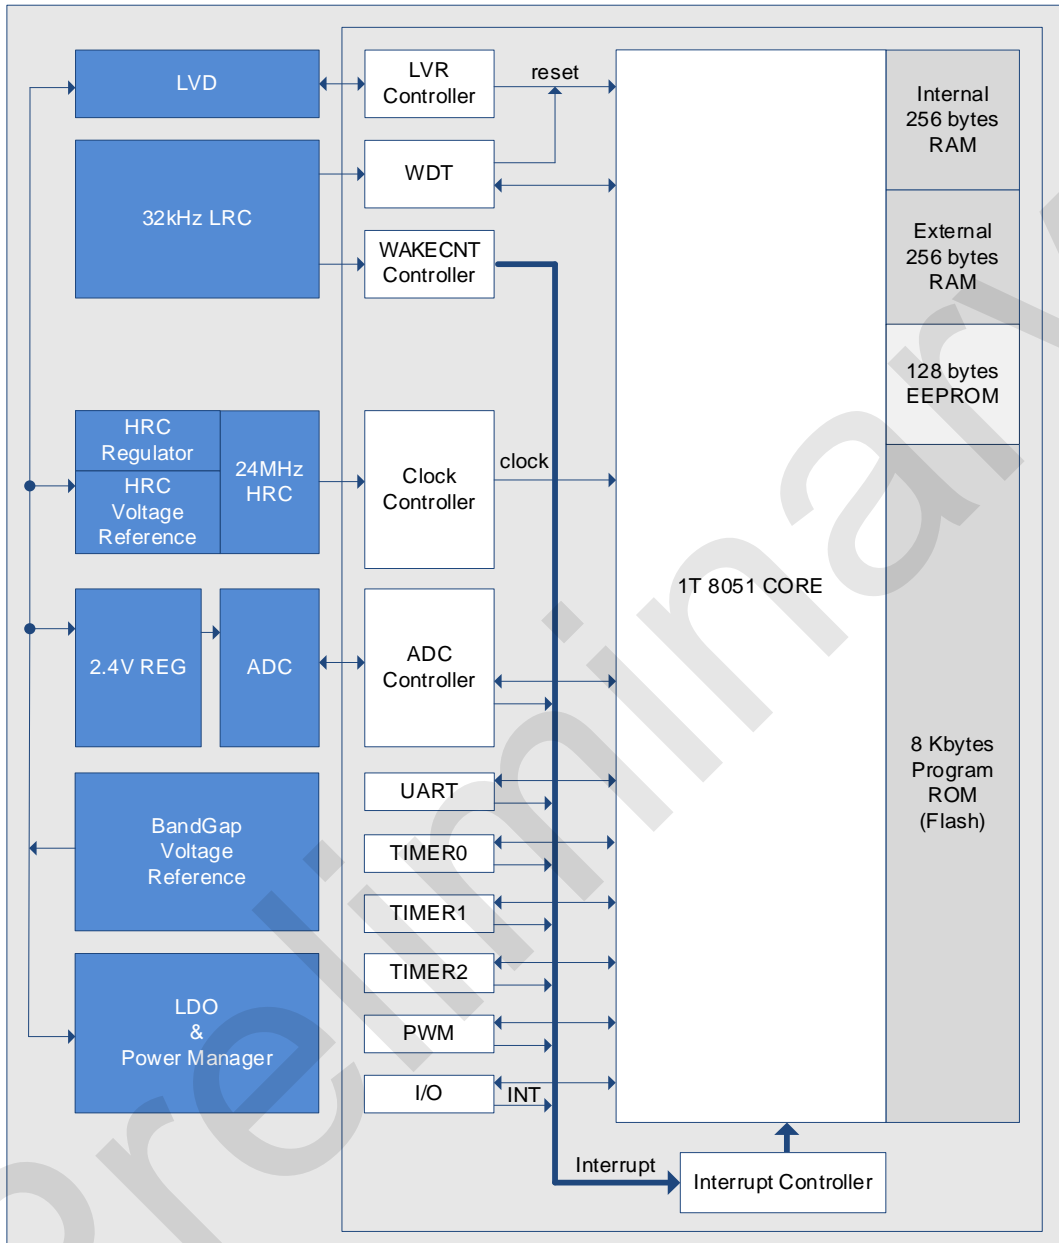 LVD
LVR
Controller
reset
Internal
256 bytes
RAM
32kHz LRC
WDT
WAKECNT
Controller
External
256 bytes
RAM
128 bytes
EEPROM
HRC
Regulator
HRC
Voltage
Reference
24MHz
HRC
Clock
Controller
clock
1T 8051 CORE
2.4V REG
ADC
ADC
Controller
8 Kbytes
Program
ROM
(Flash)
UART
BandGap
Voltage
Reference
TIMER0
TIMER1
TIMER2
LDO
&
Power Manager
PWM
I/O
INT
Interrupt
Interrupt Controller
Preliminary